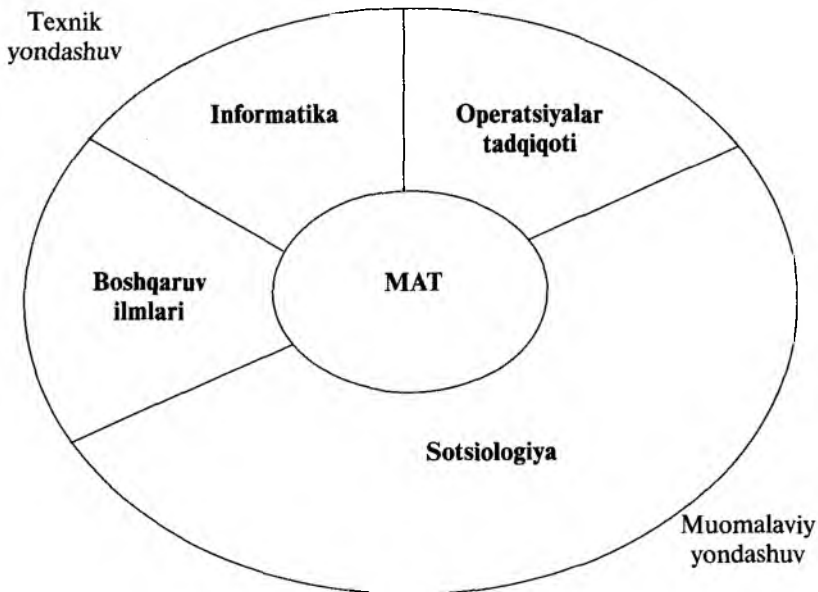 Texnik
yondashuv
Informatika
Operatsiyalar
tadqiqoti
Boshqaruv
ilmlari
MAT
Sotsiologiya
Muomalaviy
yondashuv